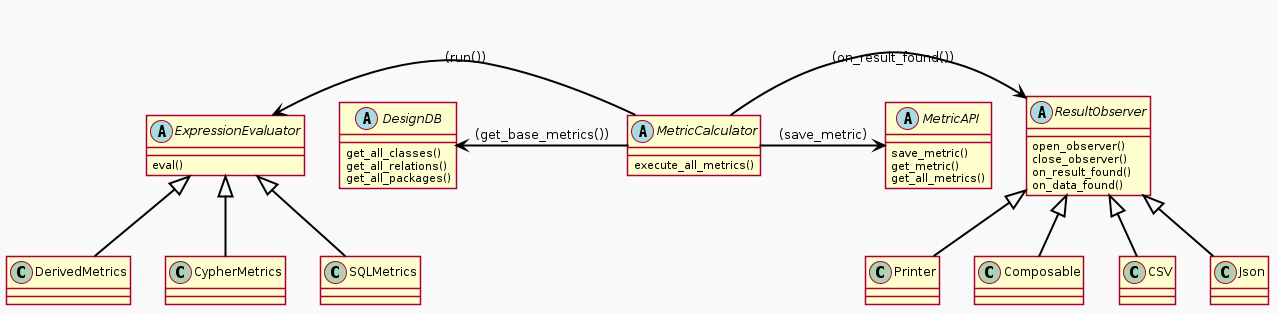 (run())
(on_result_found())
A ExpressionEvaluator
eval()
A DesignDB
get_all_classes()
get_all_relations()
get_all_packages()
(get_base_metrics())
A MetricCalculator
execute_all_metrics()
(save_metric)
A MetricAPI
save_metric()
get_metric()
get_all_metrics()
A ResultObserver
open_observer()
close_observer()
on_result_found()
on_data_found()
C DerivedMetrics
C CypherMetrics
C SQLMetrics
C Printer
C Composable
C CSV
C Json